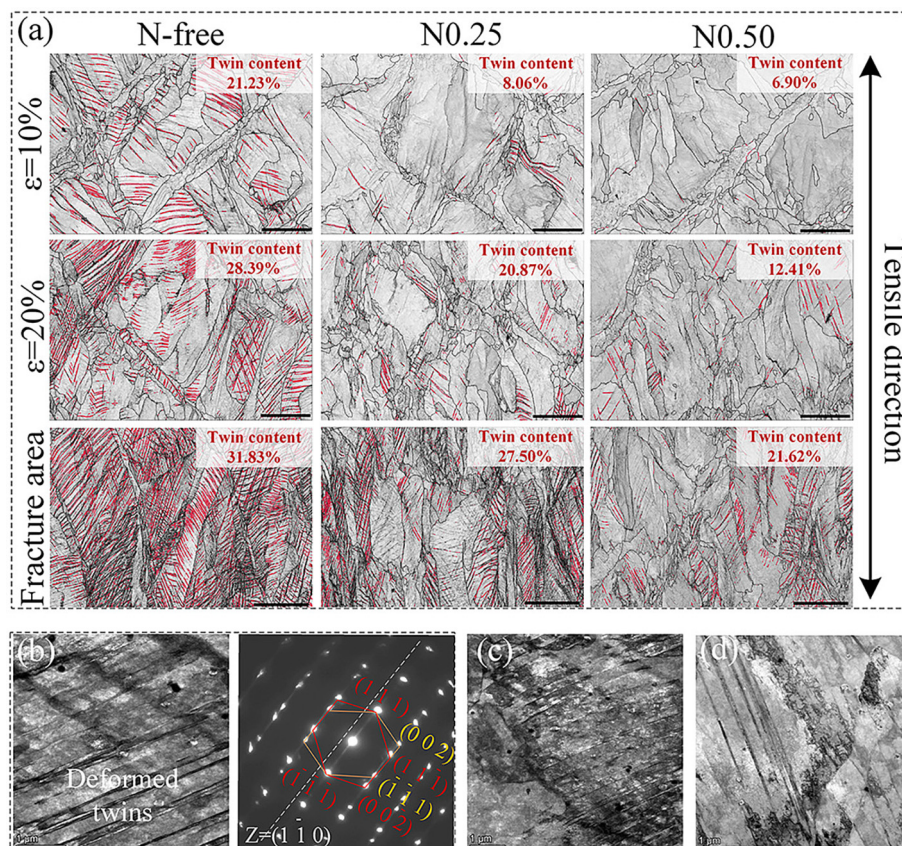 (a)
N-free
N0.25
N0.50
ε=10%
Twin content
21.23%
Twin content
8.06%
Twin content
6.90%
ε=20%
Twin content
28.39%
Twin content
20.87%
Twin content
12.41%
Fracture area
Twin content
31.83%
Twin content
27.50%
Twin content
21.62%
Tensile direction
(b)
Deformed
twins
1 μm
(0 0 2)
(0 0 2)
(c)
1 μm
(d)
1 μm